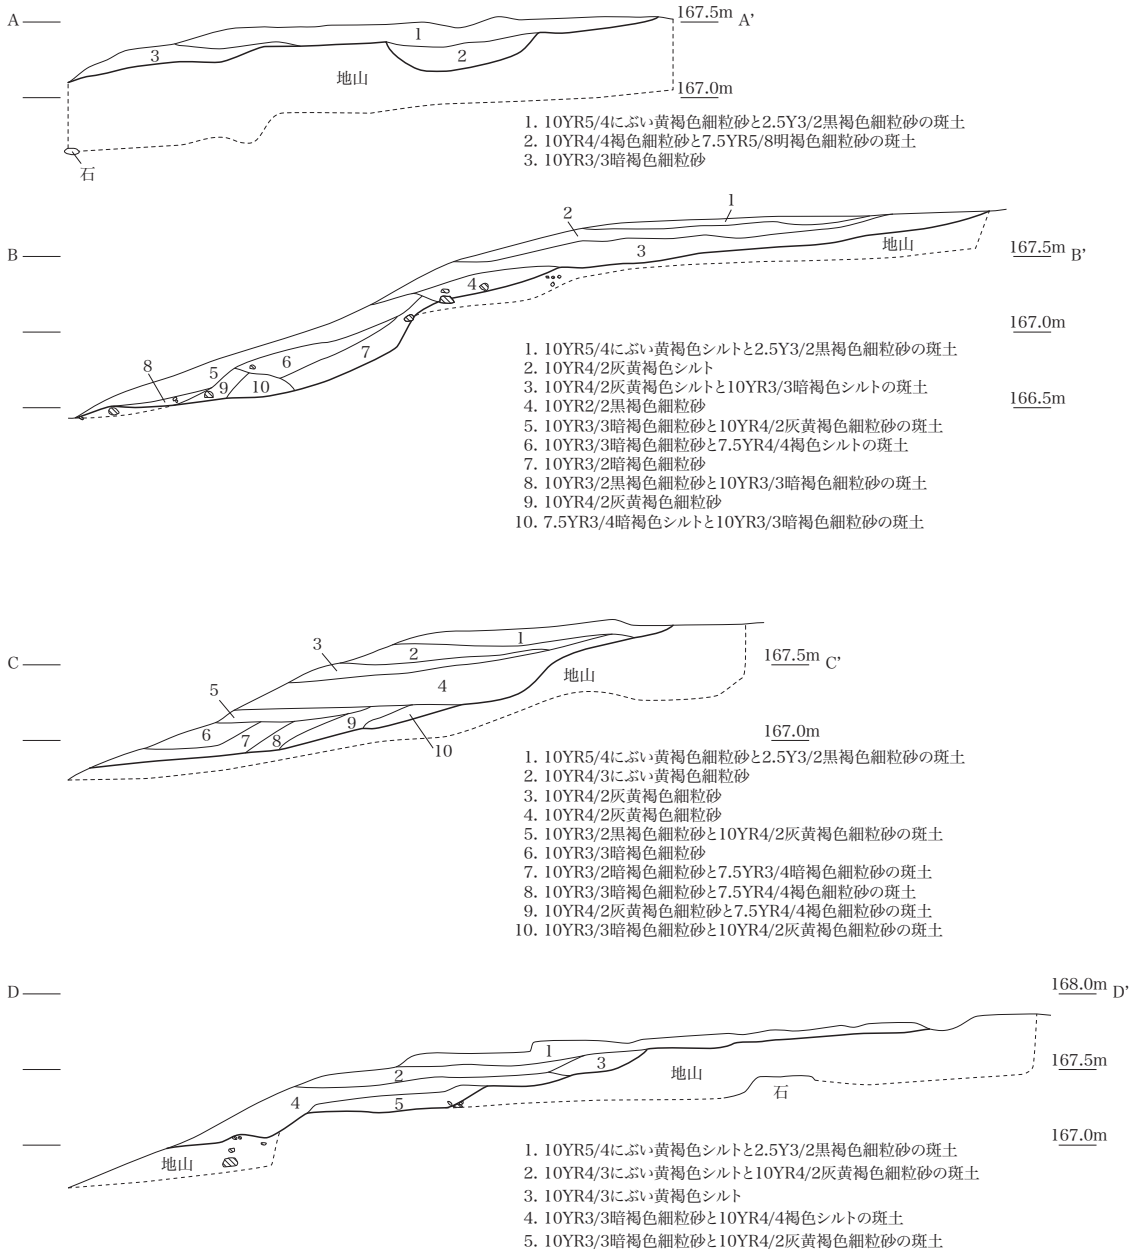 A
167.5m A’
1
3
2
地山
167.0m
石
1. 10YR5/4にぶい黄褐色細粒砂と2.5Y3/2黒褐色細粒砂の斑土
2. 10YR4/4褐色細粒砂と7.5YR5/8明褐色細粒砂の斑土
3. 10YR3/3暗褐色細粒砂
1
2
3
地山
B
167.5m B’
4
167.0m
7
6
8
5
9
10
166.5m
1. 10YR5/4にぶい黄褐色シルトと2.5Y3/2黒褐色細粒砂の斑土
2. 10YR4/2灰黄褐色シルト
3. 10YR4/2灰黄褐色シルトと10YR3/3暗褐色シルトの斑土
4. 10YR2/2黒褐色細粒砂
5. 10YR3/3暗褐色細粒砂と10YR4/2灰黄褐色細粒砂の斑土
6. 10YR3/3暗褐色細粒砂と7.5YR4/4褐色シルトの斑土
7. 10YR3/2暗褐色細粒砂
8. 10YR3/2黒褐色細粒砂と10YR3/3暗褐色細粒砂の斑土
9. 10YR4/2灰黄褐色細粒砂
10. 7.5YR3/4暗褐色シルトと10YR3/3暗褐色細粒砂の斑土
1
3
2
C
167.5m C’
地山
4
5
6
7
8
9
10
167.0m
1. 10YR5/4にぶい黄褐色細粒砂と2.5Y3/2黒褐色細粒砂の斑土
2. 10YR4/3にぶい黄褐色細粒砂
3. 10YR4/2灰黄褐色細粒砂
4. 10YR4/2灰黄褐色細粒砂
5. 10YR3/2黒褐色細粒砂と10YR4/2灰黄褐色細粒砂の斑土
6. 10YR3/3暗褐色細粒砂
7. 10YR3/2暗褐色細粒砂と7.5YR3/4暗褐色細粒砂の斑土
8. 10YR3/3暗褐色細粒砂と7.5YR4/4褐色細粒砂の斑土
9. 10YR4/2灰黄褐色細粒砂と7.5YR4/4褐色細粒砂の斑土
10. 10YR3/3暗褐色細粒砂と10YR4/2灰黄褐色細粒砂の斑土
D
168.0m D’
1
3
2
地山
167.5m
石
4
5
167.0m
地山
1. 10YR5/4にぶい黄褐色シルトと2.5Y3/2黒褐色細粒砂の斑土
2. 10YR4/3にぶい黄褐色シルトと10YR4/2灰黄褐色細粒砂の斑土
3. 10YR4/3にぶい黄褐色シルト
4. 10YR3/3暗褐色細粒砂と10YR4/4褐色シルトの斑土
5. 10YR3/3暗褐色細粒砂と10YR4/2灰黄褐色細粒砂の斑土